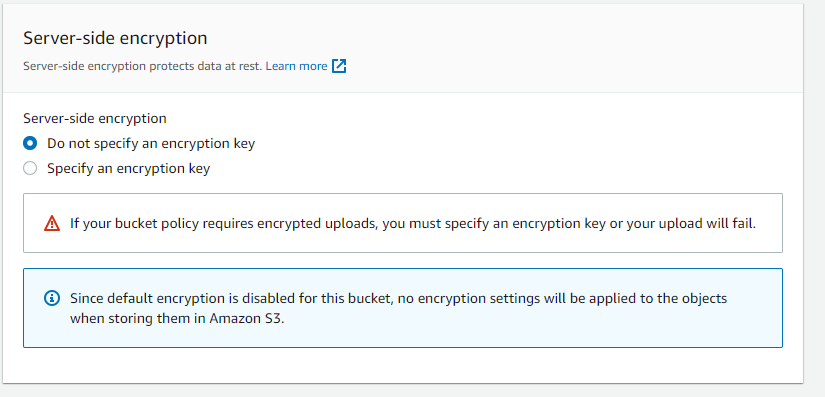 Server-side encryption
Server-side encryption protects data at rest. Learn more
Server-side encryption
Do not specify an encryption key
Specify an encryption key
If your bucket policy requires encrypted uploads, you must specify an encryption key or your upload will fail.
Since default encryption is disabled for this bucket, no encryption settings will be applied to the objects
when storing them in Amazon S3.